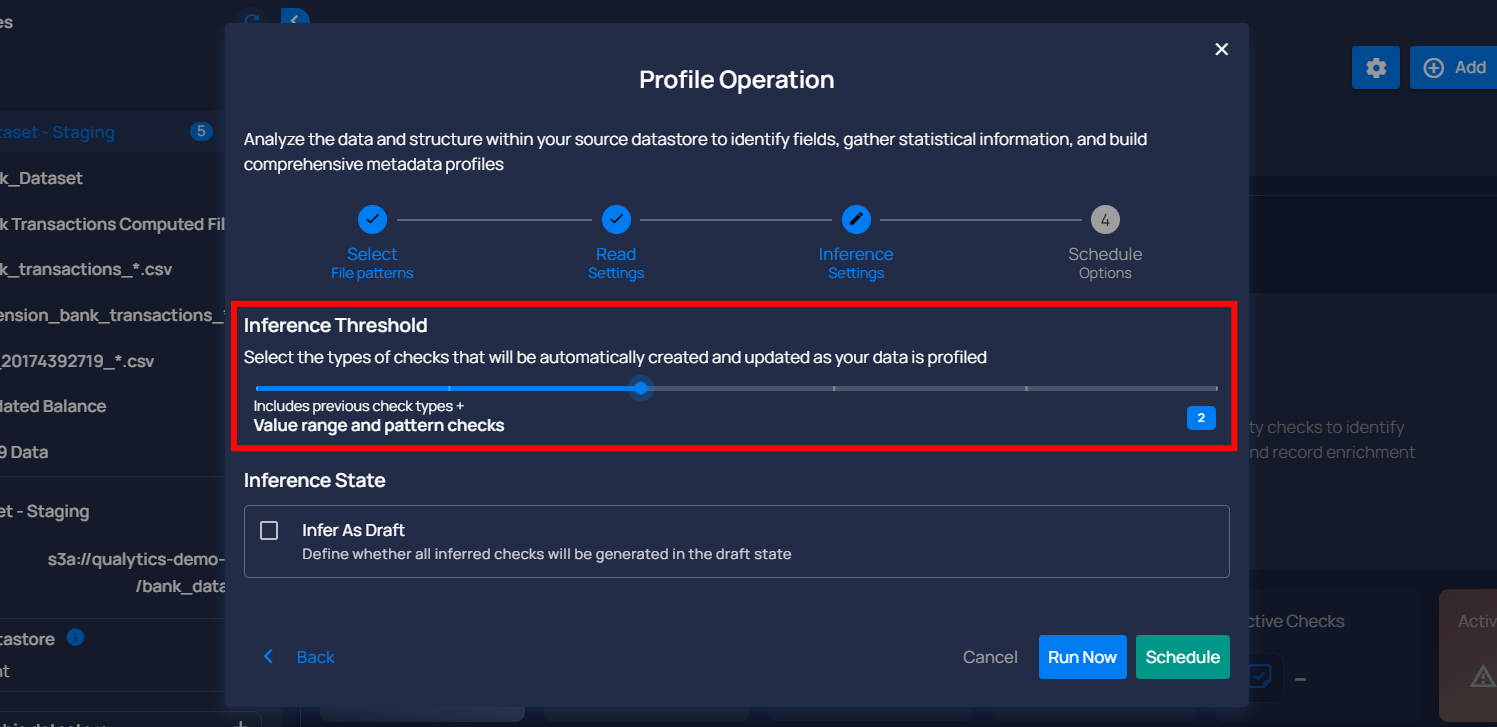 es
Add
taset - Staging
5
k_Dataset
k Transactions Computed Fil
k_transactions_*.csv
ension_bank_transactions_*
_20174392719_*.csv
lated Balance
9 Data
et - Staging
s3a://qualytics-demo-
/bank_data
tastore
nt
Profile Operation
Analyze the data and structure within your source datastore to identify fields, gather statistical information, and build
comprehensive metadata profiles
4
Select
File patterns
Read
Settings
Inference
Settings
Schedule
Options
Inference Threshold
Select the types of checks that will be automatically created and updated as your data is profiled
Includes previous check types +
Value range and pattern checks
2
Inference State
Infer As Draft
Define whether all inferred checks will be generated in the draft state
Back
Cancel
Run Now
Schedule
ty checks to identify
nd record enrichment
ctive Checks
Activ